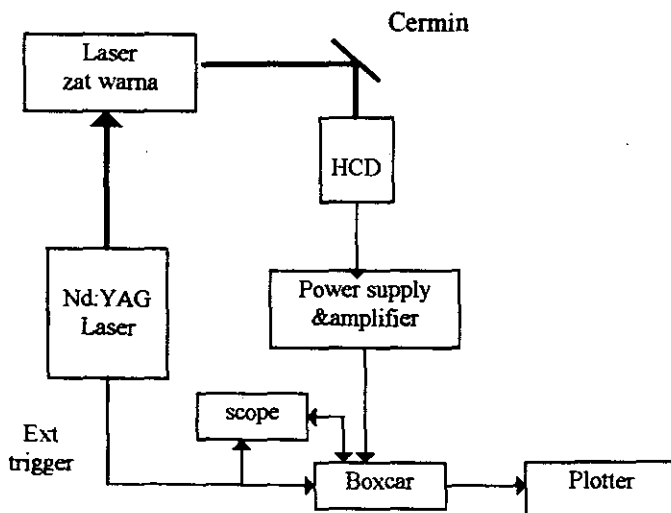 Cermin
Laser
zat warna
HCD
Nd:YAG
Laser
Power supply
&amplifier
scope
Ext
trigger
Boxcar
Plotter